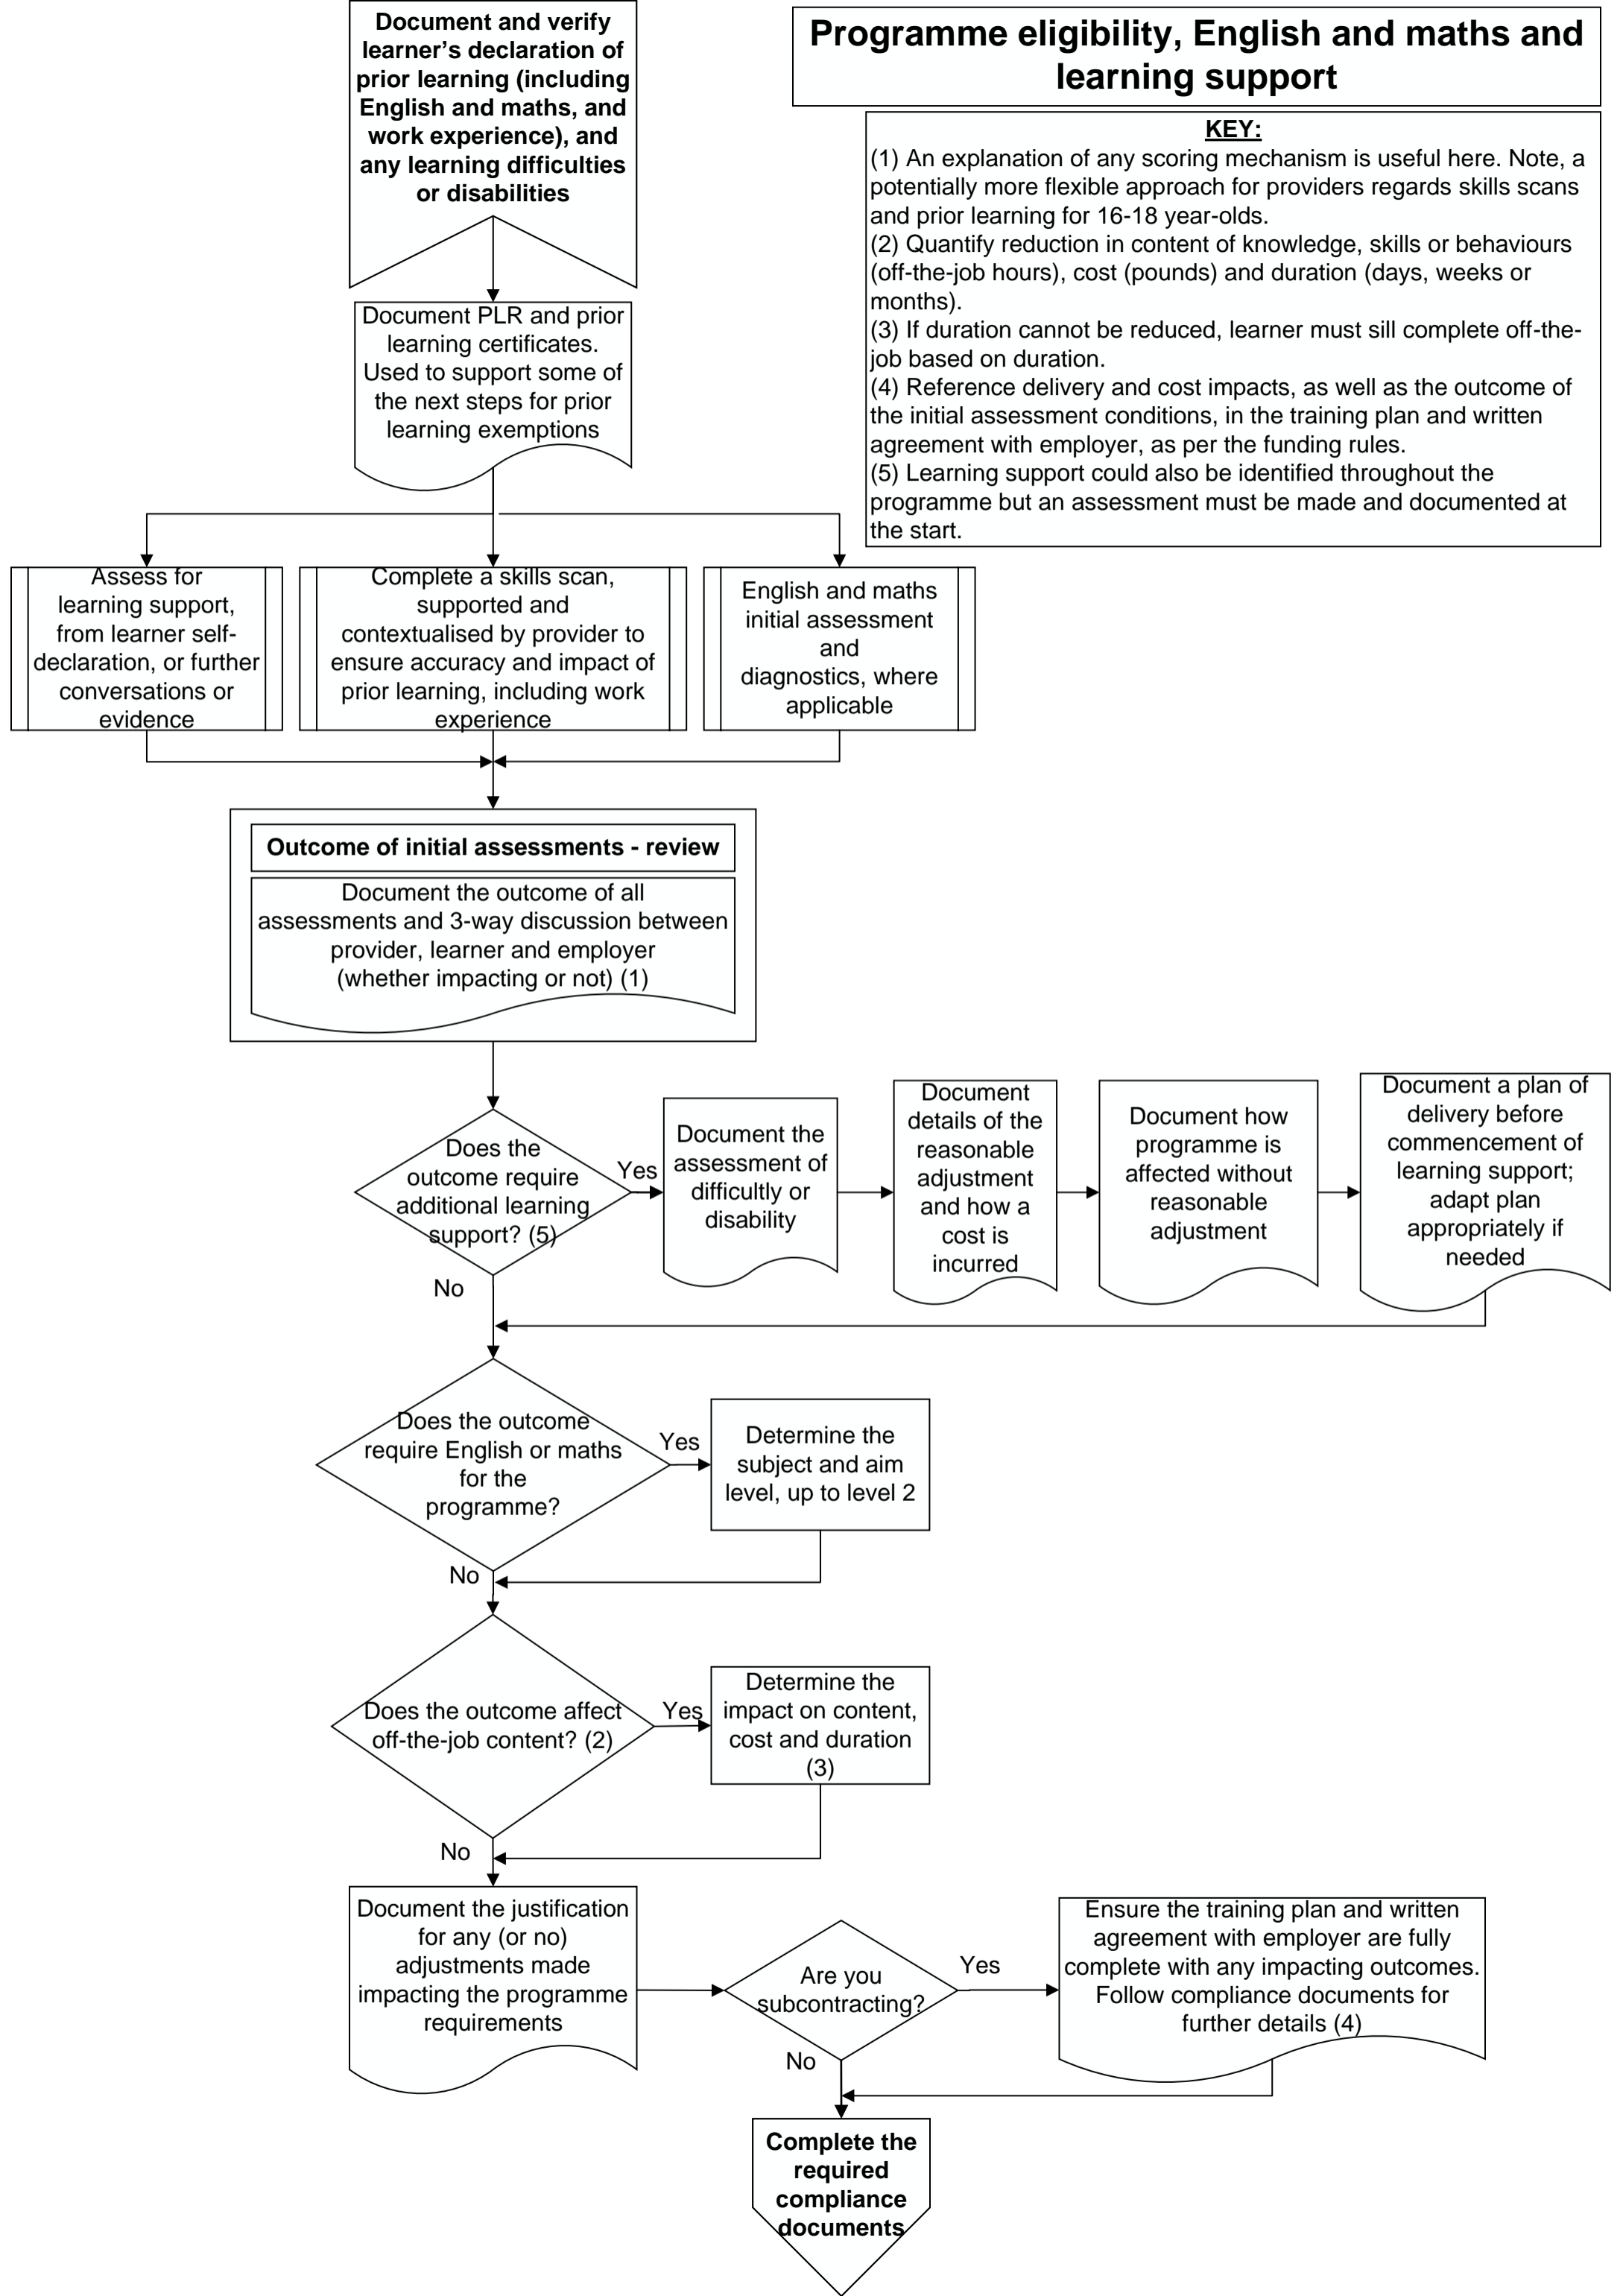 Document and verify
learner’s declaration of
prior learning (including
English and maths, and
work experience), and
any learning difficulties
or disabilities
Programme eligibility, English and maths and
learning support
KEY:
(1) An explanation of any scoring mechanism is useful here. Note, a
potentially more flexible approach for providers regards skills scans
and prior learning for 16-18 year-olds.
(2) Quantify reduction in content of knowledge, skills or behaviours
(off-the-job hours), cost (pounds) and duration (days, weeks or
months).
(3) If duration cannot be reduced, learner must sill complete off-the-
job based on duration.
(4) Reference delivery and cost impacts, as well as the outcome of
the initial assessment conditions, in the training plan and written
agreement with employer, as per the funding rules.
(5) Learning support could also be identified throughout the
programme but an assessment must be made and documented at
the start.
Document PLR and prior
learning certificates.
Used to support some of
the next steps for prior
learning exemptions
Assess for
learning support,
from learner self-
declaration, or further
conversations or
evidence
Complete a skills scan,
supported and
contextualised by provider to
ensure accuracy and impact of
prior learning, including work
experience
English and maths
initial assessment
and
diagnostics, where
applicable
Outcome of initial assessments - review
Document the outcome of all
assessments and 3-way discussion between
provider, learner and employer
(whether impacting or not) (1)
Does the
outcome require
additional learning
support? (5)
Yes
No
Document the
assessment of
difficultly or
disability
Document
details of the
reasonable
adjustment
and how a
cost is
incurred
Document how
programme is
affected without
reasonable
adjustment
Document a plan of
delivery before
commencement of
learning support;
adapt plan
appropriately if
needed
Does the outcome
require English or maths
for the
programme?
Yes
No
Determine the
subject and aim
level, up to level 2
Does the outcome affect
off-the-job content? (2)
Yes
No
Determine the
impact on content,
cost and duration
(3)
Document the justification
for any (or no)
adjustments made
impacting the programme
requirements
Are you
subcontracting?
Yes
No
Ensure the training plan and written
agreement with employer are fully
complete with any impacting outcomes.
Follow compliance documents for
further details (4)
Complete the
required
compliance
documents